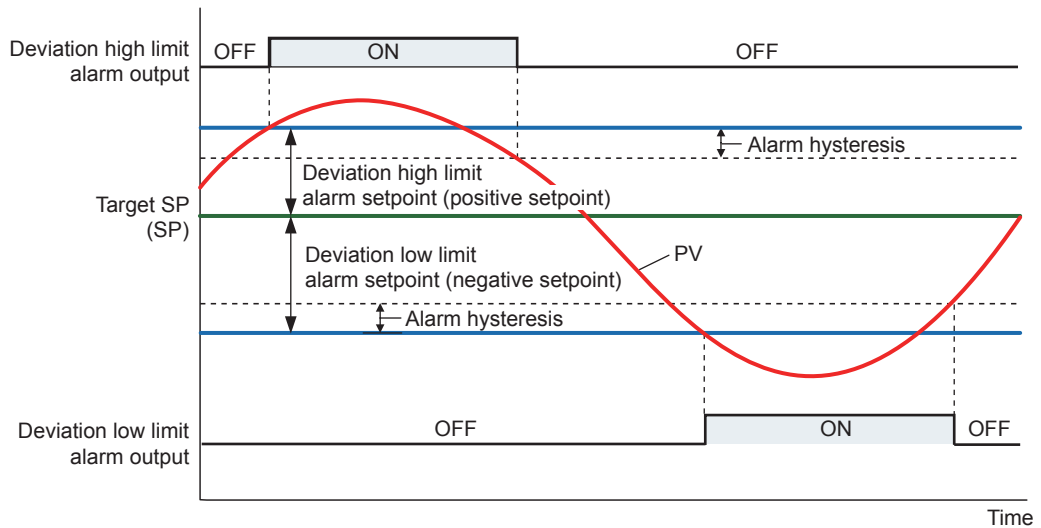 Deviation high limit
alarm output
OFF
ON
OFF
Alarm hysteresis
Deviation high limit
alarm setpoint (positive setpoint)
Target SP
(SP)
Deviation low limit
alarm setpoint (negative setpoint)
PV
Alarm hysteresis
Deviation low limit
alarm output
OFF
ON
OFF
Time